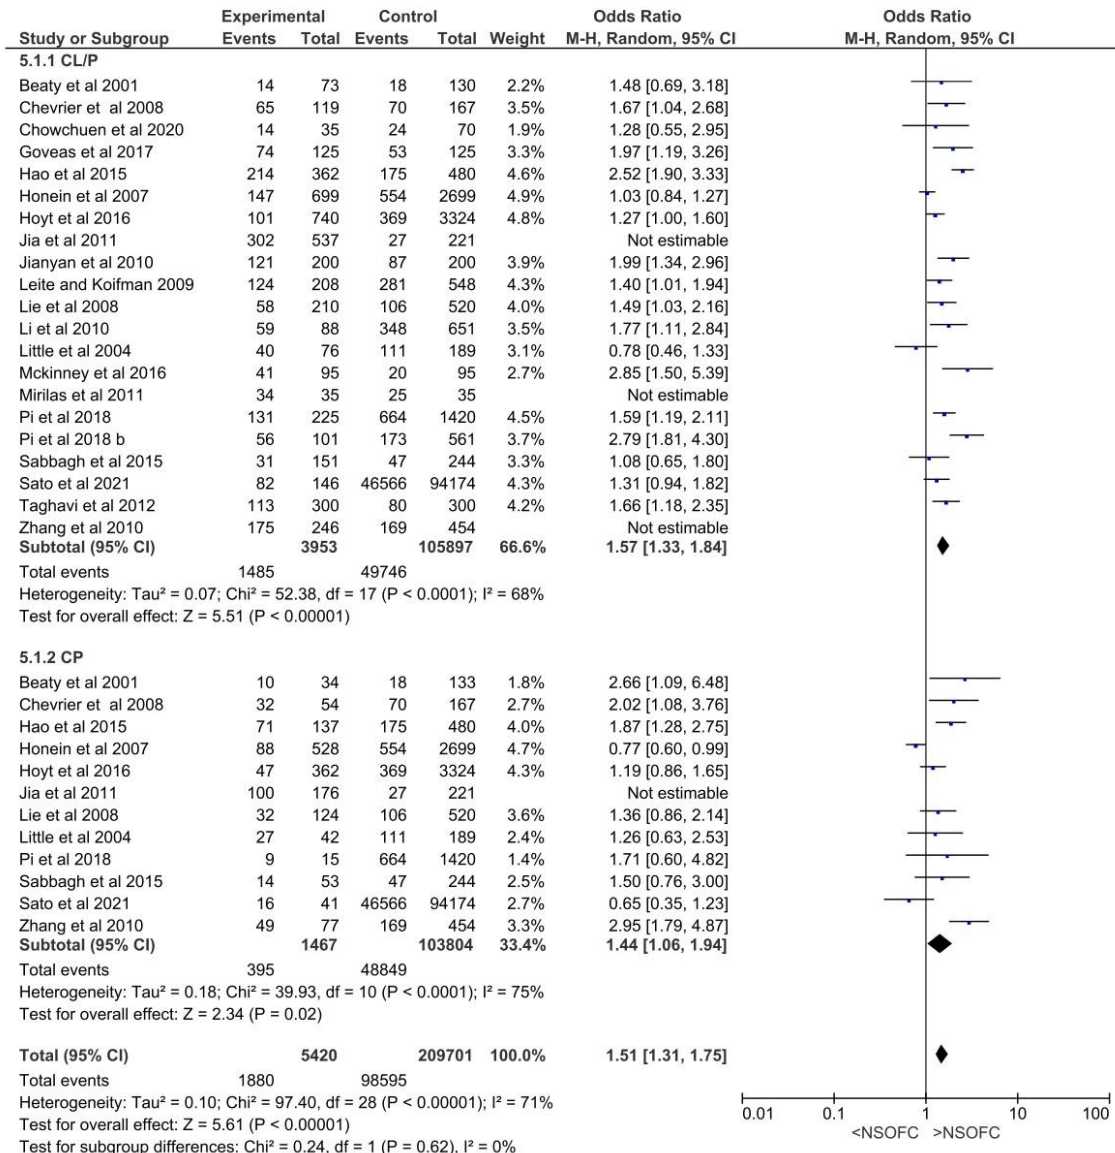 Experimental Control Odds Ratio Odds Ratio
Study or Subgroup Events Total Events Total Weight M-H, Random, 95% CI M-H, Random, 95% CI
5.1.1 CL/P
Beaty et al 2001 14 73 18 130 2.2% 1.48 [0.69, 3.18]
Chevrier et al 2008 65 119 70 167 3.5% 1.67 [1.04, 2.68]
Chowchuen et al 2020 14 35 24 70 1.9% 1.28 [0.55, 2.95]
Goveas et al 2017 74 125 53 125 3.3% 1.97 [1.19, 3.26]
Hao et al 2015 214 362 175 480 4.6% 2.52 [1.90, 3.33]
Honein et al 2007 147 699 554 2699 4.9% 1.03 [0.84, 1.27]
Hoyt et al 2016 101 740 369 3324 4.8% 1.27 [1.00, 1.60]
Jia et al 2011 302 537 27 221 Not estimable
Jianyan et al 2010 121 200 87 200 3.9% 1.99 [1.34, 2.96]
Leite and Koifman 2009 124 208 281 548 4.3% 1.40 [1.01, 1.94]
Lie et al 2008 58 210 106 520 4.0% 1.49 [1.03, 2.16]
Li et al 2010 59 88 348 651 3.5% 1.77 [1.11, 2.84]
Little et al 2004 40 76 111 189 3.1% 0.78 [0.46, 1.33]
Mckinney et al 2016 41 95 20 95 2.7% 2.85 [1.50, 5.39]
Mirilas et al 2011 34 35 25 35 Not estimable
Pi et al 2018 131 225 664 1420 4.5% 1.59 [1.19, 2.11]
Pi et al 2018 b 56 101 173 561 3.7% 2.79 [1.81, 4.30]
Sabbagh et al 2015 31 151 47 244 3.3% 1.08 [0.65, 1.80]
Sato et al 2021 82 146 46566 94174 4.3% 1.31 [0.94, 1.82]
Taghavi et al 2012 113 300 80 300 4.2% 1.66 [1.18, 2.35]
Zhang et al 2010 175 246 169 454 Not estimable
Subtotal (95% CI) 3953 105897 66.6% 1.57 [1.33, 1.84]
Total events 1485 49746
Heterogeneity: Tau² = 0.07; Chi² = 52.38, df = 17 (P < 0.0001); I² = 68%
Test for overall effect: Z = 5.51 (P < 0.00001)
5.1.2 CP
Beaty et al 2001 10 34 18 133 1.8% 2.66 [1.09, 6.48]
Chevrier et al 2008 32 54 70 167 2.7% 2.02 [1.08, 3.76]
Hao et al 2015 71 137 175 480 4.0% 1.87 [1.28, 2.75]
Honein et al 2007 88 528 554 2699 4.7% 0.77 [0.60, 0.99]
Hoyt et al 2016 47 362 369 3324 4.3% 1.19 [0.86, 1.65]
Jia et al 2011 100 176 27 221 Not estimable
Lie et al 2008 32 124 106 520 3.6% 1.36 [0.86, 2.14]
Little et al 2004 27 42 111 189 2.4% 1.26 [0.63, 2.53]
Pi et al 2018 9 15 664 1420 1.4% 1.71 [0.60, 4.82]
Sabbagh et al 2015 14 53 47 244 2.5% 1.50 [0.76, 3.00]
Sato et al 2021 16 41 46566 94174 2.7% 0.65 [0.35, 1.23]
Zhang et al 2010 49 77 169 454 3.4% 2.95 [1.79, 4.87]
Subtotal (95% CI) 1467 103804 33.4% 1.44 [1.06, 1.94]
Total events 395 48849
Heterogeneity: Tau² = 0.18; Chi² = 39.93, df = 10 (P < 0.0001); I² = 75%
Test for overall effect: Z = 2.34 (P = 0.02)
Total (95% CI) 5420 209701 100.0% 1.51 [1.31, 1.75]
Total events 1880 98595
Heterogeneity: Tau² = 0.10; Chi² = 97.40, df = 28 (P < 0.00001); I² = 71%
Test for overall effect: Z = 5.61 (P < 0.00001)
Test for subgroup differences: Chi² = 0.24, df = 1 (P = 0.62), I² = 0%
0.01 0.1 1 10 100
<NSOFC >NSOFC